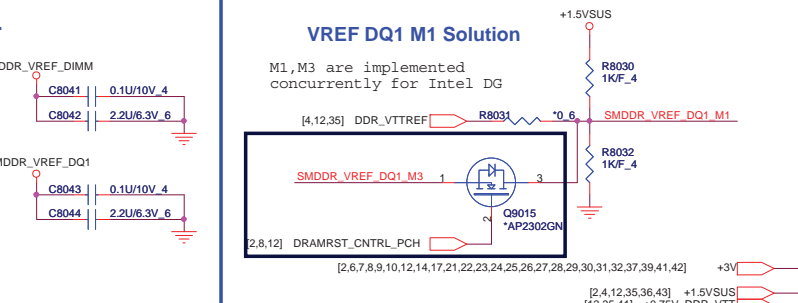 DDR_VREF_DIMM
C8041 0.1U/10V_4
C8042 2.2U/6.3V_6
MDDR_VREF_DQ1
C8043 0.1U/10V_4
C8044 2.2U/6.3V_6
VREF DQ1 M1 Solution
M1,M3 are implemented
concurrently for Intel DG
+1.5VSUS
R8030
1K/F_4
[4,12,35] DDR_VTTREF R8031 *0_6 SMDDR_VREF_DQ1_M1
R8032
1K/F_4
SMDDR_VREF_DQ1_M3 1 3
2
Q9015
*AP2302GN
[2,8,12] DRAMRST_CNTRL_PCH
[2,6,7,8,9,10,12,14,17,21,22,23,24,25,26,27,28,29,30,31,32,37,39,41,42] +3V
[2,4,12,35,36,43] +1.5VSUS